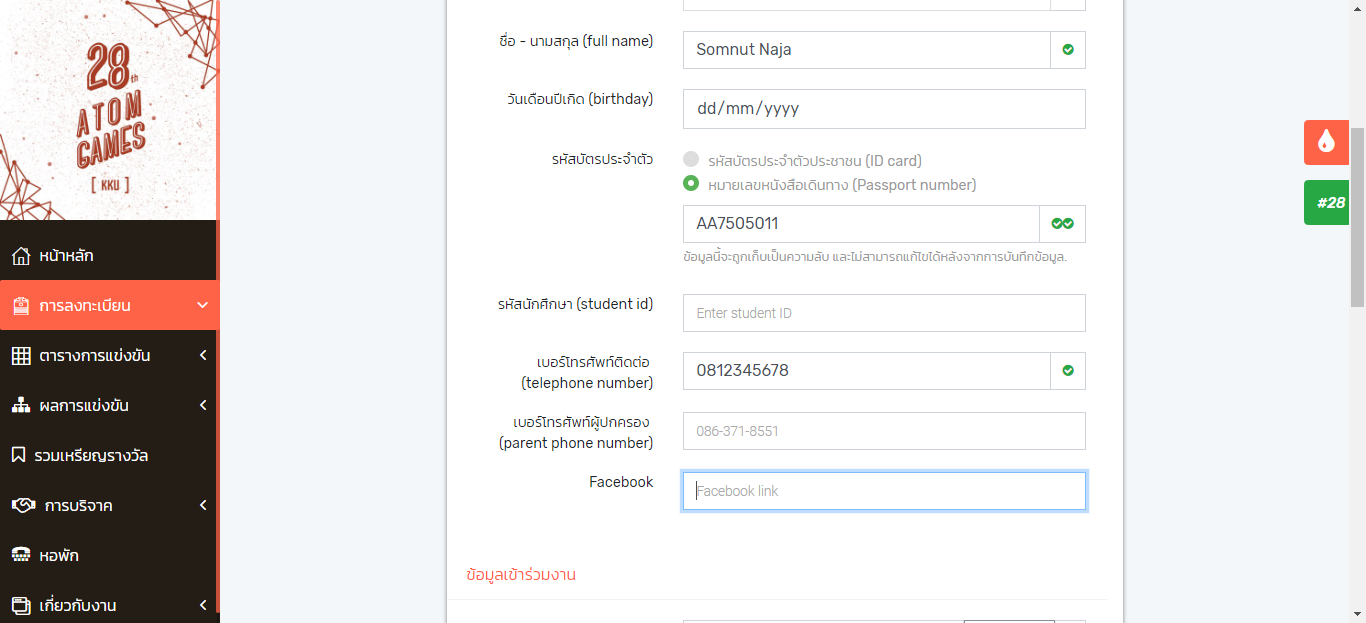 28th
ATOM
GAMES
[ KKU ]
หน้าหลัก
การลงทะเบียน
ตารางการแข่งขัน
ผลการแข่งขัน
รวมเหรียญรางวัล
การบริจาค
หอพัก
เกี่ยวกับงาน
ชื่อ - นามสกุล (full name)
Somnut Naja
วันเดือนปีเกิด (birthday)
dd/mm/yyyy
รหัสบัตรประจำตัว
รหัสบัตรประจำตัวประชาชน (ID card)
หมายเลขหนังสือเดินทาง (Passport number)
AA7505011
ข้อมูลนี้จะถูกเก็บเป็นความลับ และไม่สามารถแก้ไขได้หลังจากการบันทึกข้อมูล.
รหัสนักศึกษา (student id)
Enter student ID
เบอร์โทรศัพท์ติดต่อ
(telephone number)
0812345678
เบอร์โทรศัพท์ผู้ปกครอง
(parent phone number)
086-371-8551
Facebook
Facebook link
ข้อมูลเข้าร่วมงาน
#28